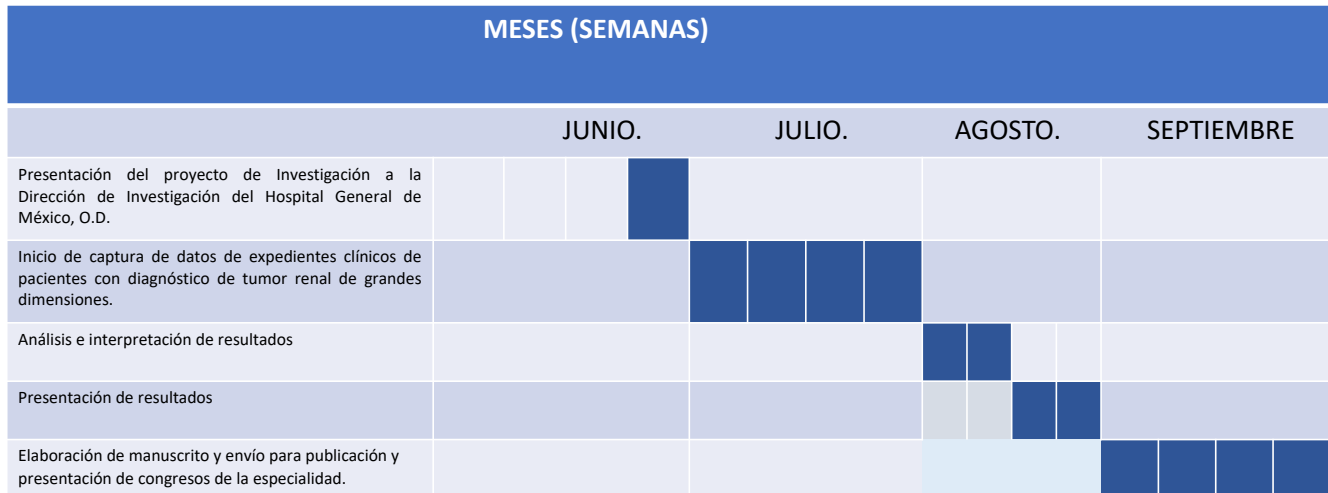 MESES (SEMANAS)
JUNIO. JULIO. AGOSTO. SEPTIEMBRE
Presentación del proyecto de Investigación a la
Dirección de Investigación del Hospital General de
México, O.D.
Inicio de captura de datos de expedientes clínicos de
pacientes con diagnóstico de tumor renal de grandes
dimensiones.
Análisis e interpretación de resultados
Presentación de resultados
Elaboración de manuscrito y envío para publicación y
presentación de congresos de la especialidad.